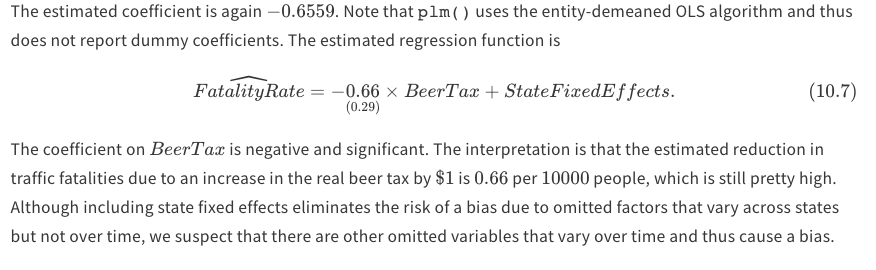 The estimated coefficient is again −0.6559. Note that plm() uses the entity-demeaned OLS algorithm and thus
does not report dummy coefficients. The estimated regression function is
FatalityRate = −0.66 × BeerTax + StateFixedEffects. (10.7)
(0.29)
The coefficient on BeerTax is negative and significant. The interpretation is that the estimated reduction in
traffic fatalities due to an increase in the real beer tax by $1 is 0.66 per 10000 people, which is still pretty high.
Although including state fixed effects eliminates the risk of a bias due to omitted factors that vary across states
but not over time, we suspect that there are other omitted variables that vary over time and thus cause a bias.